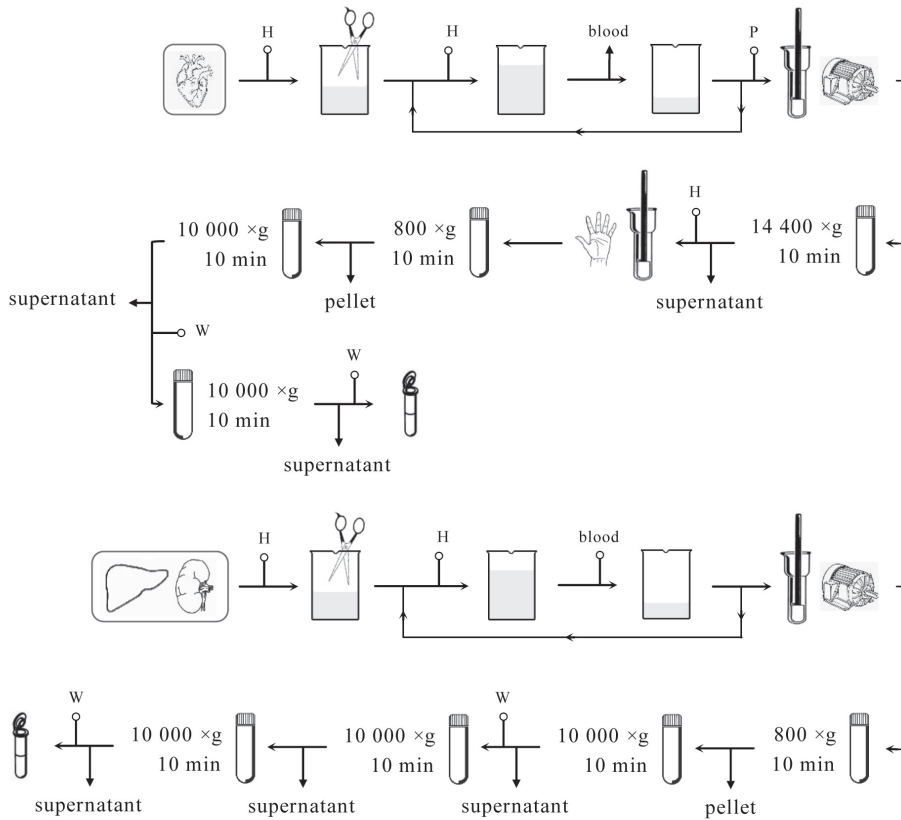 H
H
blood
P
10 000 ×g
10 min
800 ×g
10 min
H
14 400 ×g
10 min
supernatant
pellet
supernatant
W
10 000 ×g
10 min
W
supernatant
H
H
blood
W
10 000 ×g
10 min
10 000 ×g
10 min
W
10 000 ×g
10 min
800 ×g
10 min
supernatant
supernatant
supernatant
pellet